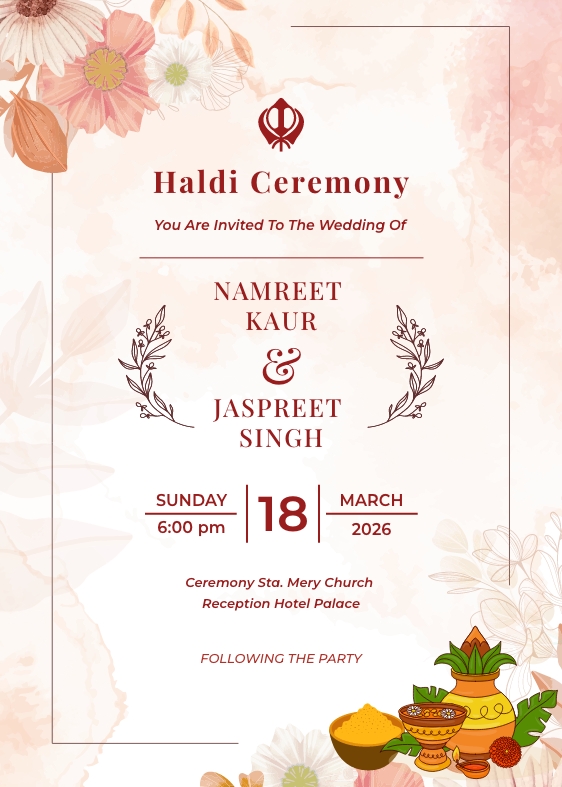 Haldi Ceremony
You Are Invited To The Wedding Of
NAMREET
KAUR
&
JASPREET
SINGH
SUNDAY
6:00 pm
18
MARCH
2026
Ceremony Sta. Mery Church
Reception Hotel Palace
FOLLOWING THE PARTY